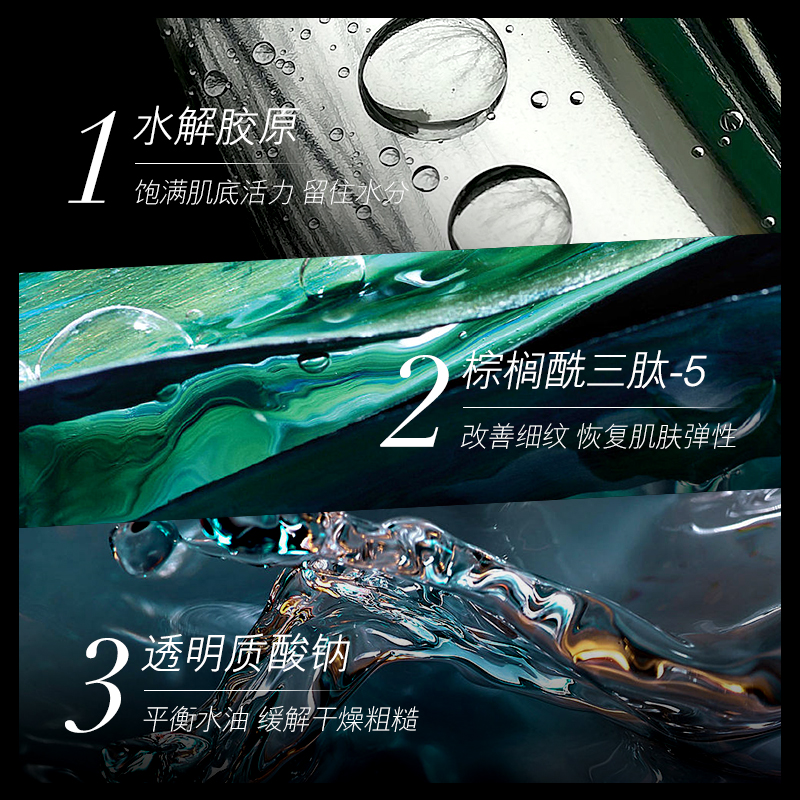 1
水解胶原
饱满肌底活力 留住水分
2
棕榈酰三肽-5
改善细纹 恢复肌肤弹性
3
透明质酸钠
平衡水油 缓解干燥粗糙